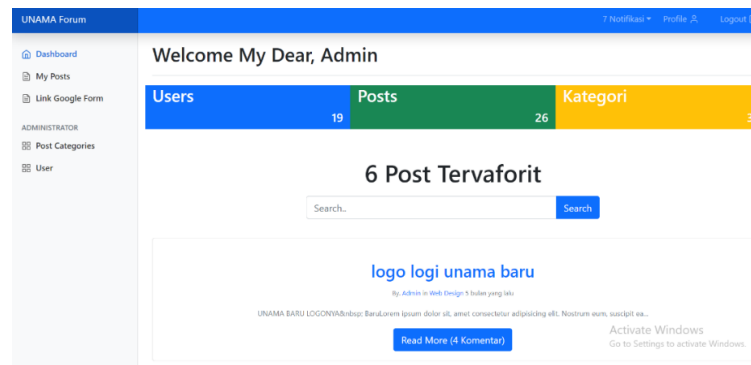 UNAMA Forum
7 Notifikasi Profile Logout
Dashboard
My Posts
Link Google Form
ADMINISTRATOR
Post Categories
User
Welcome My Dear, Admin
Users
19
Posts
26
Kategori
3
6 Post Tervaforit
Search..
Search
logo logi unama baru
By. Admin in Web Design 5 bulan yang lalu
UNAMA BARU LOGONYA&nbsp; BaruLorem ipsum dolor sit, amet consectetur adipisicing elit. Nostrum eum, suscipit ea...
Read More (4 Komentar)
Activate Windows
Go to Settings to activate Windows.